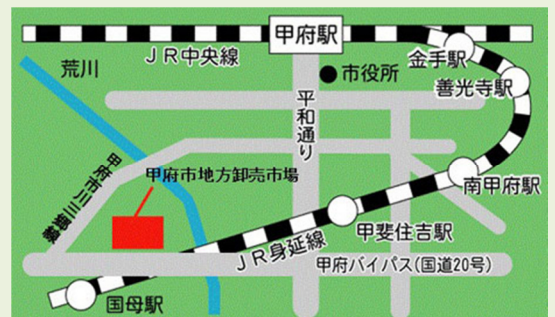 甲府駅
JR中央線
金手駅
荒川
市役所
善光寺駅
平和通り
甲府市川三郷線
甲府市地方卸売市場
南甲府駅
甲斐住吉駅
JR身延線
甲府バイパス(国道20号)
国母駅